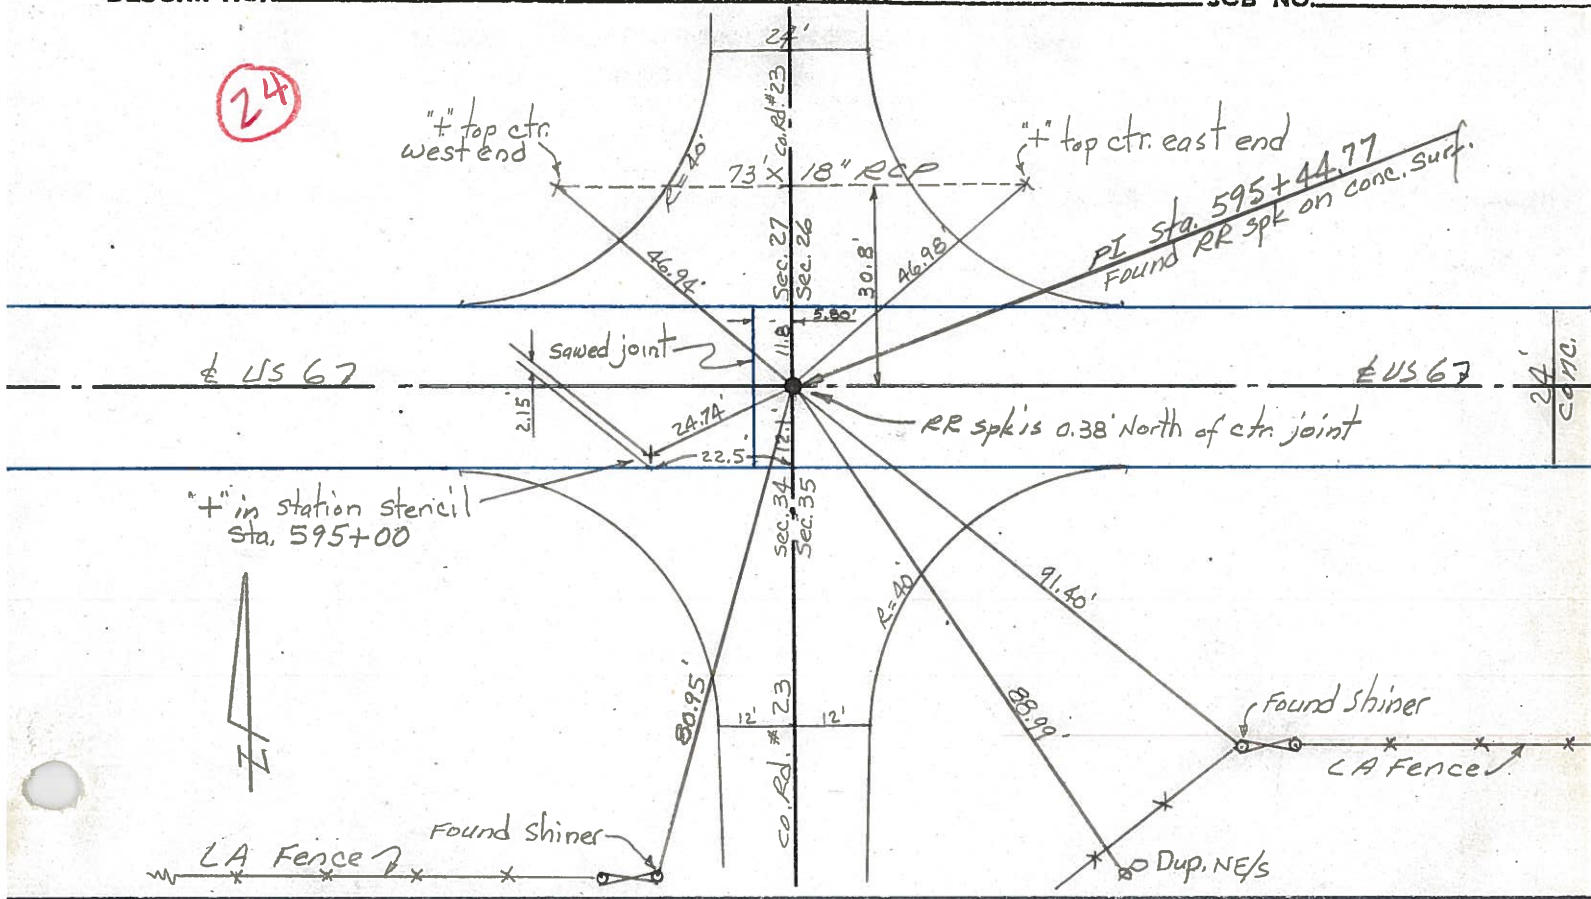 JOB NO.
24
24'
"+" top ctr.
west end
R=40'
Co.Rd.#23
73' X 18" RCP
"+" top ctr. east end
PI Sta. 595+44.77
Found RR spk on conc. surf.
46.94'
Sec. 27
Sec. 26
30.8'
46.98'
5.80'
11.8'
Sawed joint
℄ US 67
2.15'
24.74'
22.5'
12.1'
℄ US 67
24'
conc.
RR spk is 0.38' North of ctr. joint
"+" in station stencil
Sta. 595+00
Sec. 34
Sec. 35
R=40'
91.40'
80.95'
88.99'
12'
12'
Co.Rd. # 23
N
Found Shiner
LA Fence
Found Shiner
LA Fence
Dup. NE/S